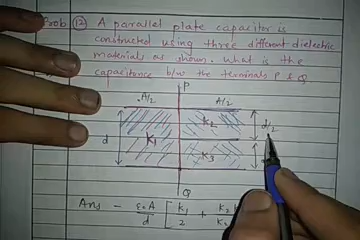 Prob. (12) A parallel plate capacitor is
constructed using three different dielectric
materials as shown. What is the
capacitance b/w the terminals P & Q
P
A/2 A/2
K2 d/2
d K1
K3
Q
Ans - ε₀A/d [ K1/2 + K2 K